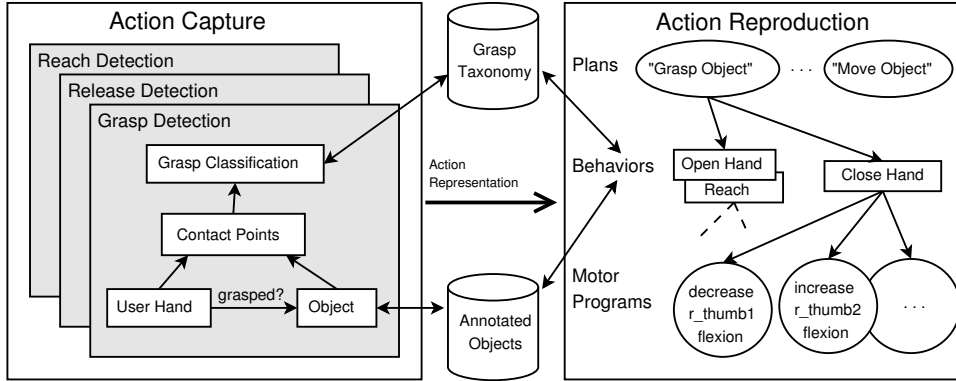 Action Capture
Reach Detection
Release Detection
Grasp Detection
Grasp Classification
Contact Points
User Hand
grasped?
Object
Grasp
Taxonomy
Action
Representation
Annotated
Objects
Action Reproduction
Plans
"Grasp Object"
. . .
"Move Object"
Behaviors
Open Hand
Reach
Close Hand
Motor
Programs
decrease
r_thumb1
flexion
increase
r_thumb2
flexion
. . .